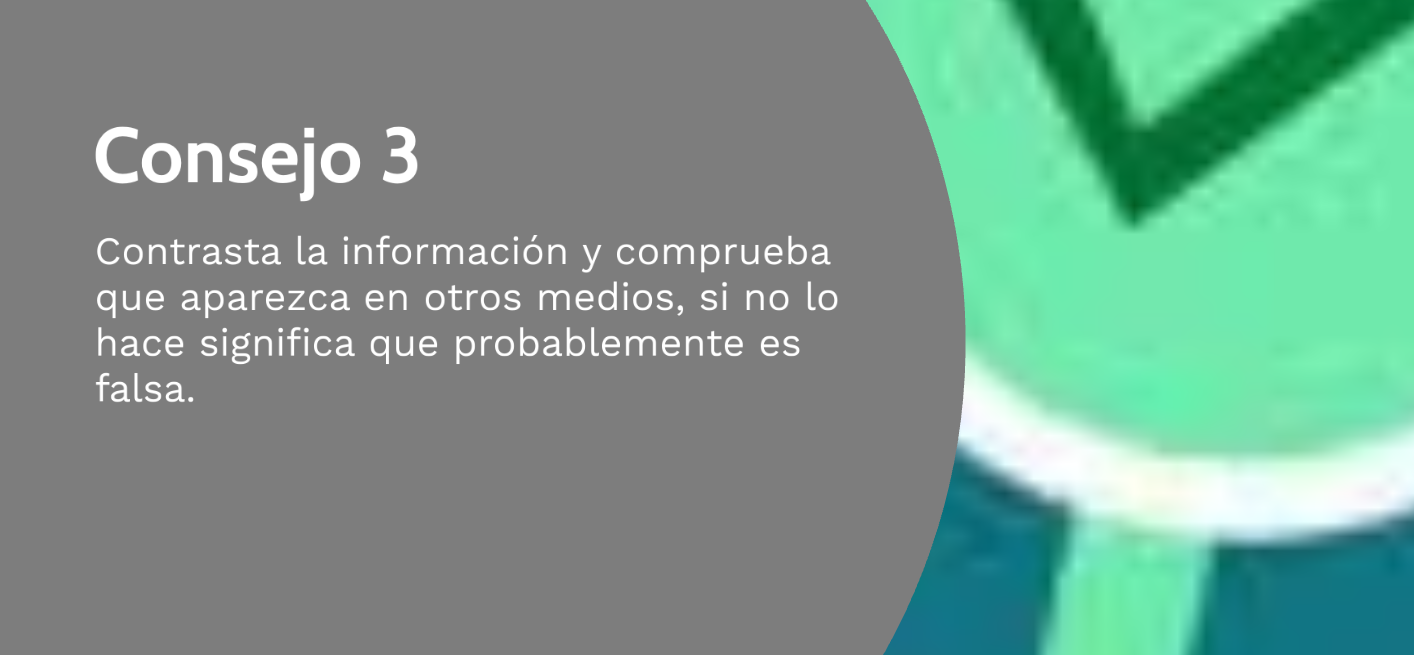 Consejo 3
Contrasta la información y comprueba
que aparezca en otros medios, si no lo
hace significa que probablemente es
falsa.